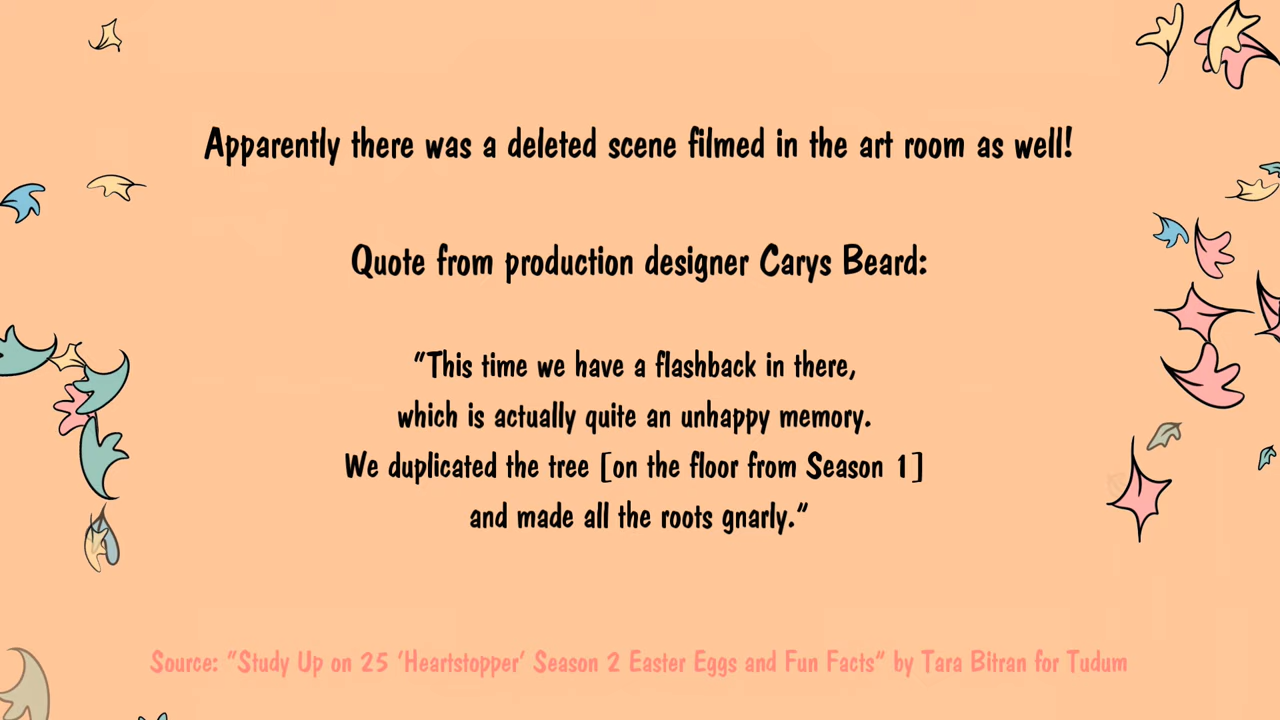 Apparently there was a deleted scene filmed in the art room as well!
Quote from production designer Carys Beard:
"This time we have a flashback in there,
which is actually quite an unhappy memory.
We duplicated the tree [on the floor from Season 1]
and made all the roots gnarly."
Source: "Study Up on 25 'Heartstopper' Season 2 Easter Eggs and Fun Facts" by Tara Bitran for Tudum